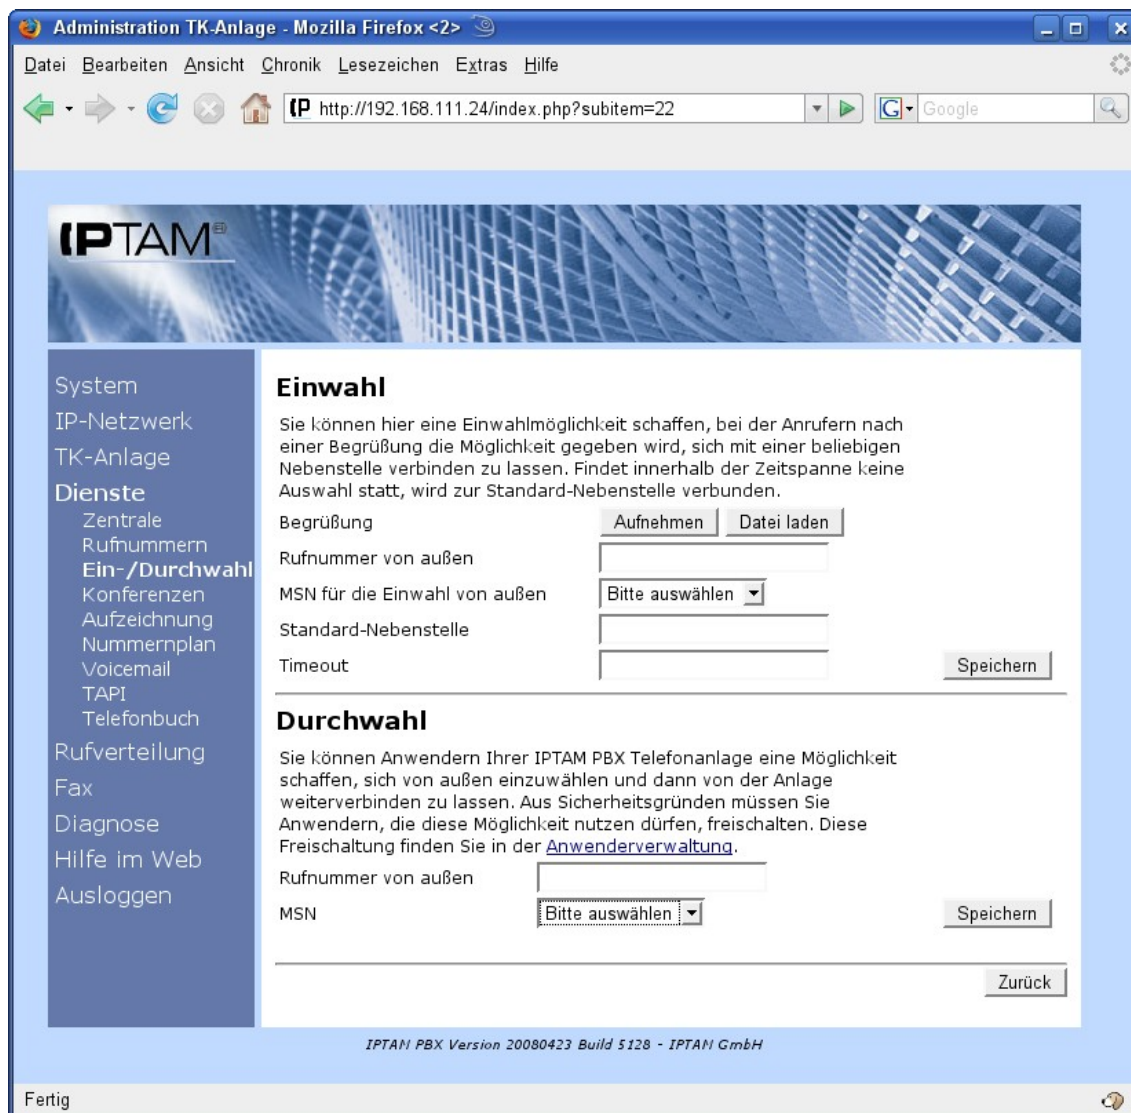 Administration TK-Anlage - Mozilla Firefox <2>
Datei Bearbeiten Ansicht Chronik Lesezeichen Extras Hilfe
http://192.168.111.24/index.php?subitem=22
G Google
IPTAM®
System
IP-Netzwerk
TK-Anlage
Dienste
Zentrale
Rufnummern
Ein-/Durchwahl
Konferenzen
Aufzeichnung
Nummernplan
Voicemail
TAPI
Telefonbuch
Rufverteilung
Fax
Diagnose
Hilfe im Web
Ausloggen
Einwahl
Sie können hier eine Einwahlmöglichkeit schaffen, bei der Anrufern nach
einer Begrüßung die Möglichkeit gegeben wird, sich mit einer beliebigen
Nebenstelle verbinden zu lassen. Findet innerhalb der Zeitspanne keine
Auswahl statt, wird zur Standard-Nebenstelle verbunden.
Begrüßung Aufnehmen Datei laden
Rufnummer von außen
MSN für die Einwahl von außen Bitte auswählen
Standard-Nebenstelle
Timeout Speichern
Durchwahl
Sie können Anwendern Ihrer IPTAM PBX Telefonanlage eine Möglichkeit
schaffen, sich von außen einzuwählen und dann von der Anlage
weiterverbinden zu lassen. Aus Sicherheitsgründen müssen Sie
Anwendern, die diese Möglichkeit nutzen dürfen, freischalten. Diese
Freischaltung finden Sie in der Anwenderverwaltung.
Rufnummer von außen
MSN Bitte auswählen Speichern
Zurück
IPTAM PBX Version 20080423 Build 5128 - IPTAM GmbH
Fertig